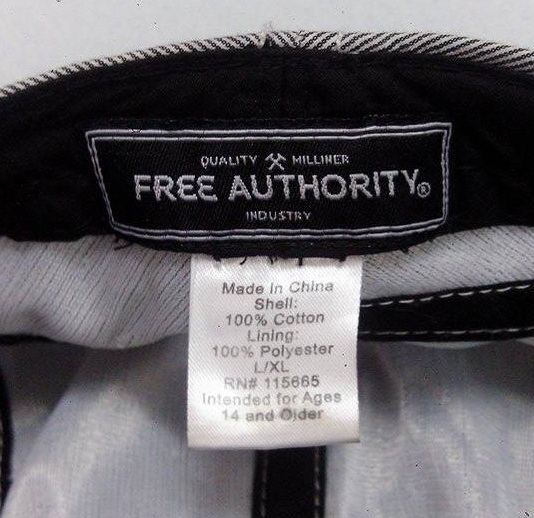 QUALITY MILLINER
FREE AUTHORITY®
INDUSTRY
Made In China
Shell:
100% Cotton
Lining:
100% Polyester
L/XL
RN# 115665
Intended for Ages
14 and Older